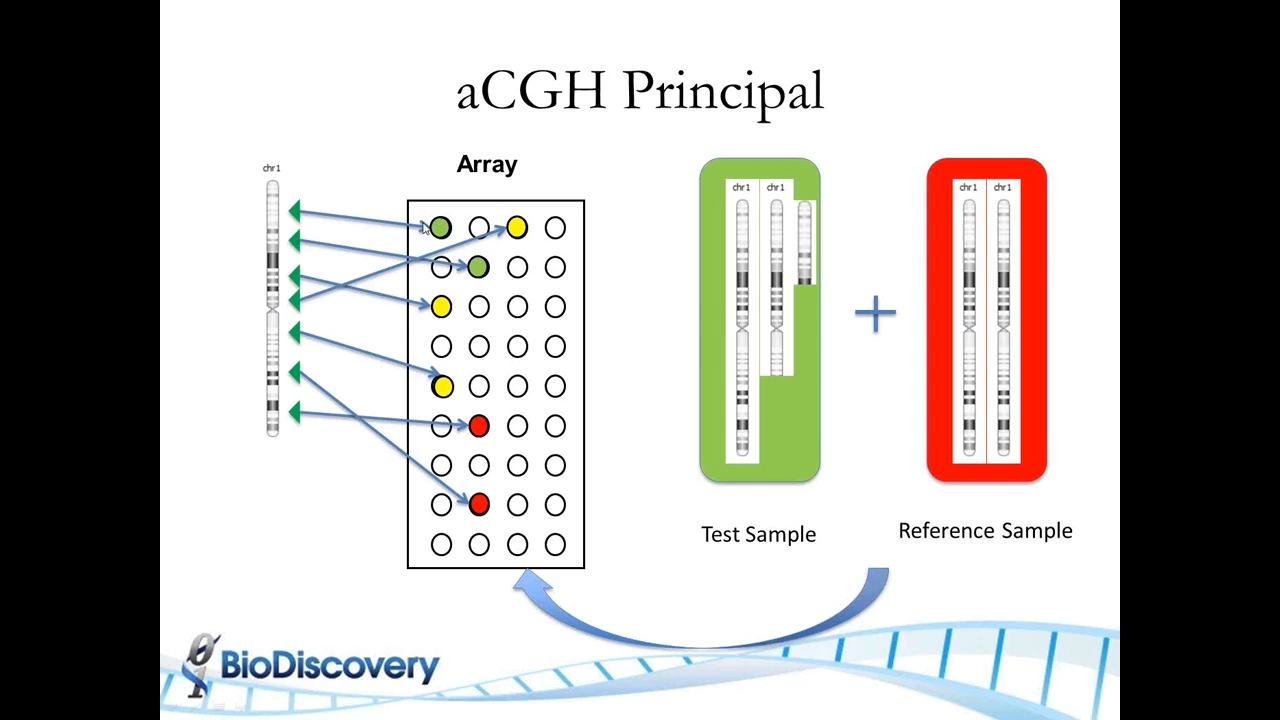 aCGH Principal
Array
chr 1
chr 1 chr 1
chr 1 chr 1
Test Sample
Reference Sample
BioDiscovery